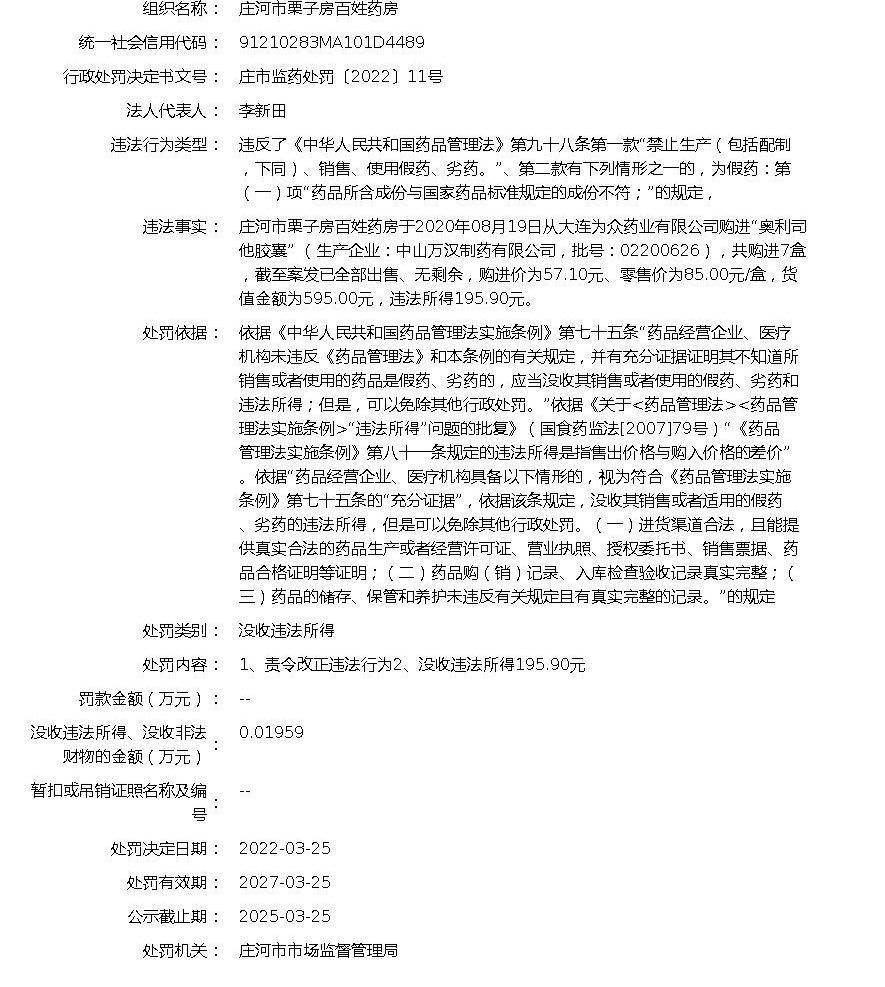 组织名称： 庄河市栗子房百姓药房
统一社会信用代码： 91210283MA101D4489
行政处罚决定书文号： 庄市监药处罚〔2022〕11号
法人代表人： 李新田
违法行为类型： 违反了《中华人民共和国药品管理法》第九十八条第一款“禁止生产（包括配制
，下同）、销售、使用假药、劣药。”、第二款有下列情形之一的，为假药：第
（一）项“药品所含成份与国家药品标准规定的成份不符；”的规定，
违法事实： 庄河市栗子房百姓药房于2020年08月19日从大连为众药业有限公司购进“奥利司
他胶囊”（生产企业：中山万汉制药有限公司，批号：02200626），共购进7盒
，截至案发已全部出售、无剩余，购进价为57.10元、零售价为85.00元/盒，货
值金额为595.00元，违法所得195.90元。
处罚依据： 依据《中华人民共和国药品管理法实施条例》第七十五条“药品经营企业、医疗
机构未违反《药品管理法》和本条例的有关规定，并有充分证据证明其不知道所
销售或者使用的药品是假药、劣药的，应当没收其销售或者使用的假药、劣药和
违法所得；但是，可以免除其他行政处罚。”依据《关于<药品管理法><药品管
理法实施条例>“违法所得”问题的批复》（国食药监法[2007]79号）“《药品
管理法实施条例》第八十一条规定的违法所得是指售出价格与购入价格的差价”
。依据“药品经营企业、医疗机构具备以下情形的，视为符合《药品管理法实施
条例》第七十五条的“充分证据”，依据该条规定，没收其销售或者适用的假药
、劣药的违法所得，但是可以免除其他行政处罚。（一）进货渠道合法，且能提
供真实合法的药品生产或者经营许可证、营业执照、授权委托书、销售票据、药
品合格证明等证明；（二）药品购（销）记录、入库检查验收记录真实完整；（
三）药品的储存、保管和养护未违反有关规定且有真实完整的记录。”的规定
处罚类别： 没收违法所得
处罚内容： 1、责令改正违法行为2、没收违法所得195.90元
罚款金额（万元）： --
没收违法所得、没收非法
财物的金额（万元）： 0.01959
暂扣或吊销证照名称及编
号： --
处罚决定日期： 2022-03-25
处罚有效期： 2027-03-25
公示截止期： 2025-03-25
处罚机关： 庄河市市场监督管理局